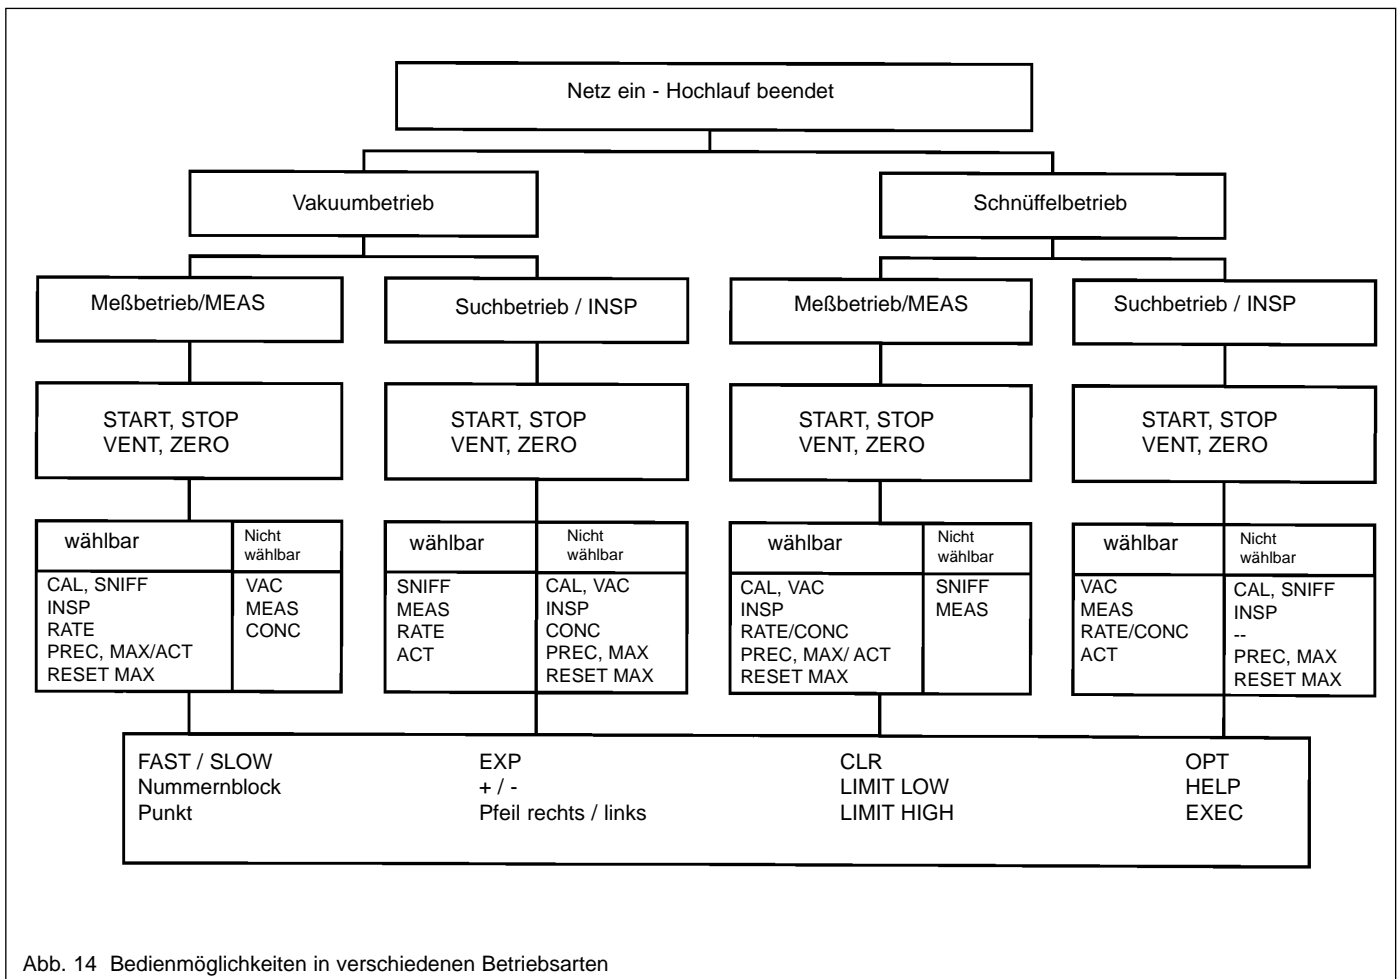 Netz ein - Hochlauf beendet
Vakuumbetrieb
Schnüffelbetrieb
Meßbetrieb/MEAS
Suchbetrieb / INSP
Meßbetrieb/MEAS
Suchbetrieb / INSP
START, STOP
VENT, ZERO
START, STOP
VENT, ZERO
START, STOP
VENT, ZERO
START, STOP
VENT, ZERO
wählbar
CAL, SNIFF
INSP
RATE
PREC, MAX/ACT
RESET MAX
Nicht
wählbar
VAC
MEAS
CONC
wählbar
SNIFF
MEAS
RATE
ACT
Nicht
wählbar
CAL, VAC
INSP
CONC
PREC, MAX
RESET MAX
wählbar
CAL, VAC
INSP
RATE/CONC
PREC, MAX/ ACT
RESET MAX
Nicht
wählbar
SNIFF
MEAS
wählbar
VAC
MEAS
RATE/CONC
ACT
Nicht
wählbar
CAL, SNIFF
INSP
--
PREC, MAX
RESET MAX
FAST / SLOW
Nummernblock
Punkt
EXP
+ / -
Pfeil rechts / links
CLR
LIMIT LOW
LIMIT HIGH
OPT
HELP
EXEC
Abb. 14 Bedienmöglichkeiten in verschiedenen Betriebsarten